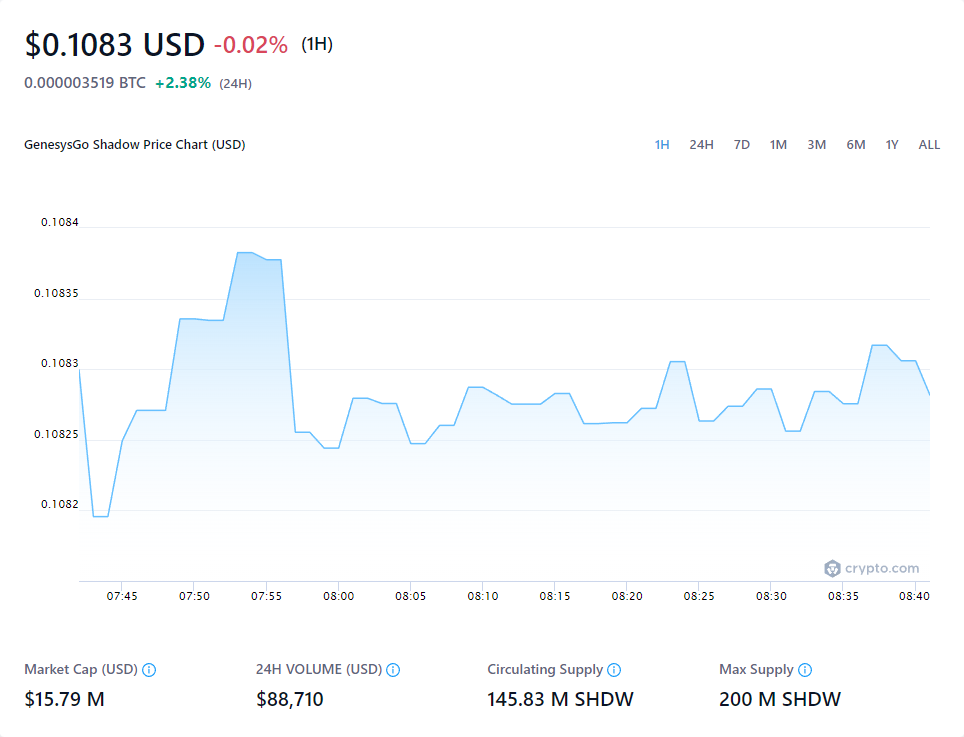 $0.1083 USD -0.02% (1H)
0.000003519 BTC +2.38% (24H)
GenesysGo Shadow Price Chart (USD) 1H 24H 7D 1M 3M 6M 1Y ALL
0.1084
0.10835
0.1083
0.10825
0.1082
crypto.com
07:45 07:50 07:55 08:00 08:05 08:10 08:15 08:20 08:25 08:30 08:35 08:40
Market Cap (USD) 24H VOLUME (USD) Circulating Supply Max Supply
$15.79 M $88,710 145.83 M SHDW 200 M SHDW